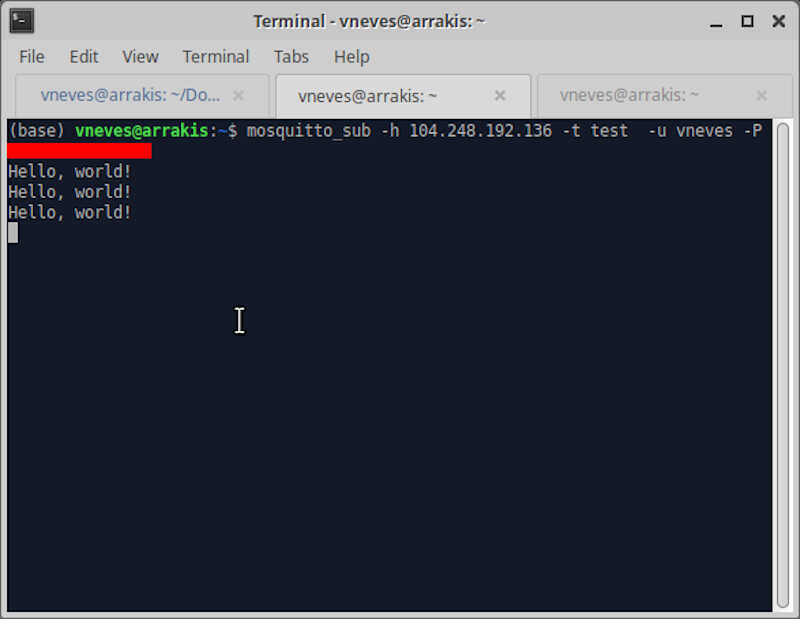 Terminal - vneves@arrakis: ~
File Edit View Terminal Tabs Help
vneves@arrakis: ~/Do... vneves@arrakis: ~ vneves@arrakis: ~
(base) vneves@arrakis:~$ mosquitto_sub -h 104.248.192.136 -t test  -u vneves -P
Hello, world!
Hello, world!
Hello, world!